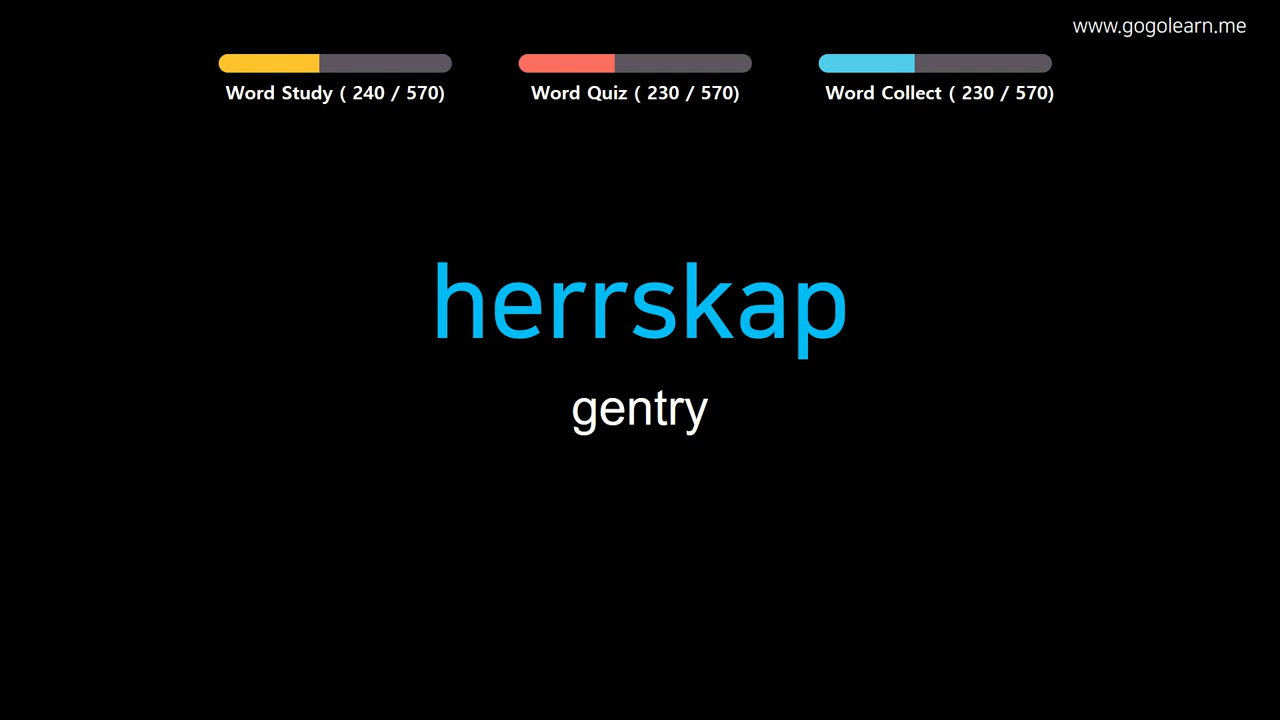 www.gogolearn.me
Word Study ( 240 / 570)
Word Quiz ( 230 / 570)
Word Collect ( 230 / 570)
herrskap
gentry